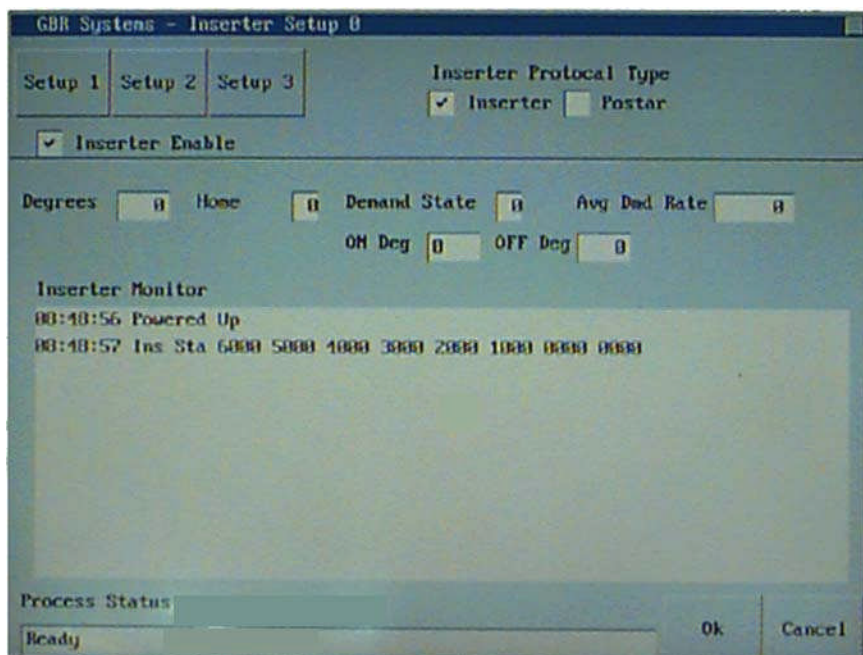 GBR Systems - Inserter Setup 0
Setup 1 Setup 2 Setup 3
Inserter Protocal Type
Inserter Postar
Inserter Enable
Degrees 0 Home 0 Demand State 0 Avg Dmd Rate 0
ON Deg 0 OFF Deg 0
Inserter Monitor
08:48:56 Powered Up
08:48:57 Ins Sta 6000 5000 4000 3000 2000 1000 0000 0000
Process Status
Ready
Ok Cancel